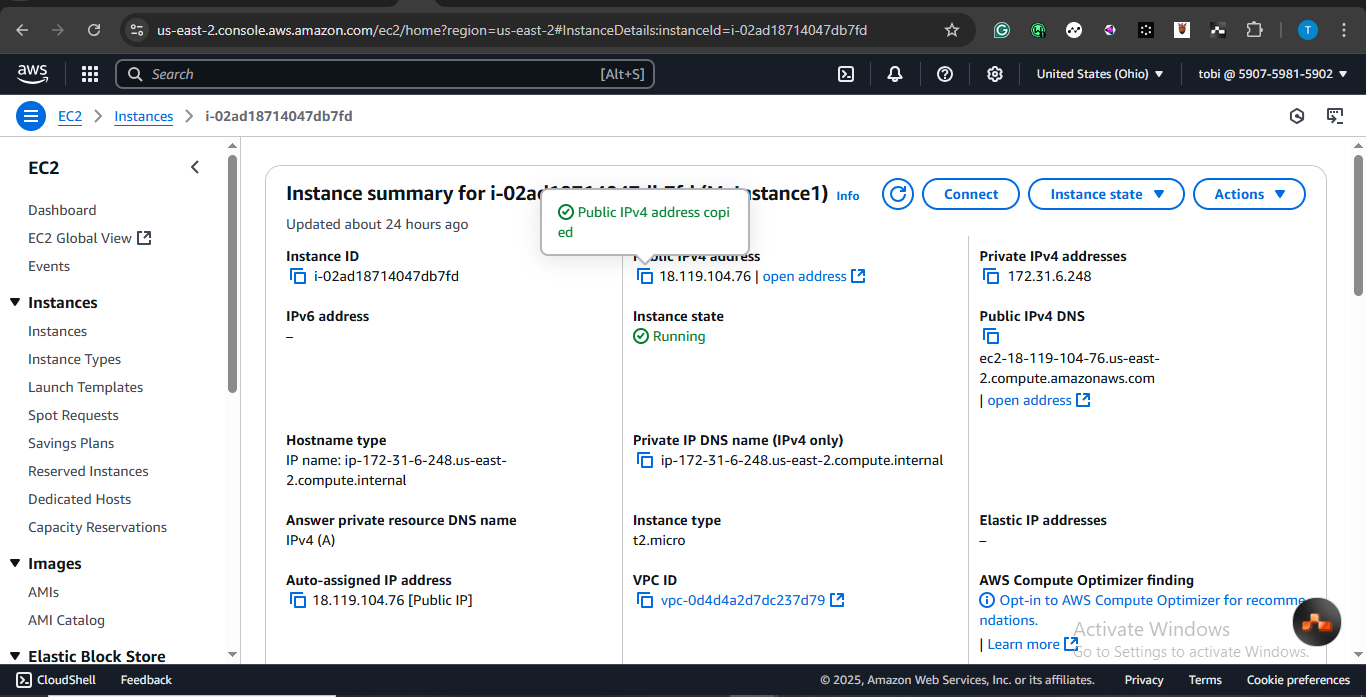 us-east-2.console.aws.amazon.com/ec2/home?region=us-east-2#InstanceDetails:instanceId=i-02ad18714047db7fd
T
aws
Search [Alt+S]
United States (Ohio)
tobi @ 5907-5981-5902
EC2 > Instances > i-02ad18714047db7fd
EC2
Dashboard
EC2 Global View
Events
Instances
Instances
Instance Types
Launch Templates
Spot Requests
Savings Plans
Reserved Instances
Dedicated Hosts
Capacity Reservations
Images
AMIs
AMI Catalog
Elastic Block Store
Instance summary for i-02ad18714047db7fd (MyInstance1) Info
Connect
Instance state
Actions
Updated about 24 hours ago
Public IPv4 address copi
ed
Instance ID
i-02ad18714047db7fd
Public IPv4 address
18.119.104.76 | open address
Private IPv4 addresses
172.31.6.248
IPv6 address
–
Instance state
Running
Public IPv4 DNS
ec2-18-119-104-76.us-east-
2.compute.amazonaws.com
| open address
Hostname type
IP name: ip-172-31-6-248.us-east-
2.compute.internal
Private IP DNS name (IPv4 only)
ip-172-31-6-248.us-east-2.compute.internal
Answer private resource DNS name
IPv4 (A)
Instance type
t2.micro
Elastic IP addresses
–
Auto-assigned IP address
18.119.104.76 [Public IP]
VPC ID
vpc-0d4d4a2d7dc237d79
AWS Compute Optimizer finding
Opt-in to AWS Compute Optimizer for recomme
ndations.
| Learn more
Activate Windows
Go to Settings to activate Windows.
CloudShell
Feedback
© 2025, Amazon Web Services, Inc. or its affiliates.
Privacy
Terms
Cookie preferences